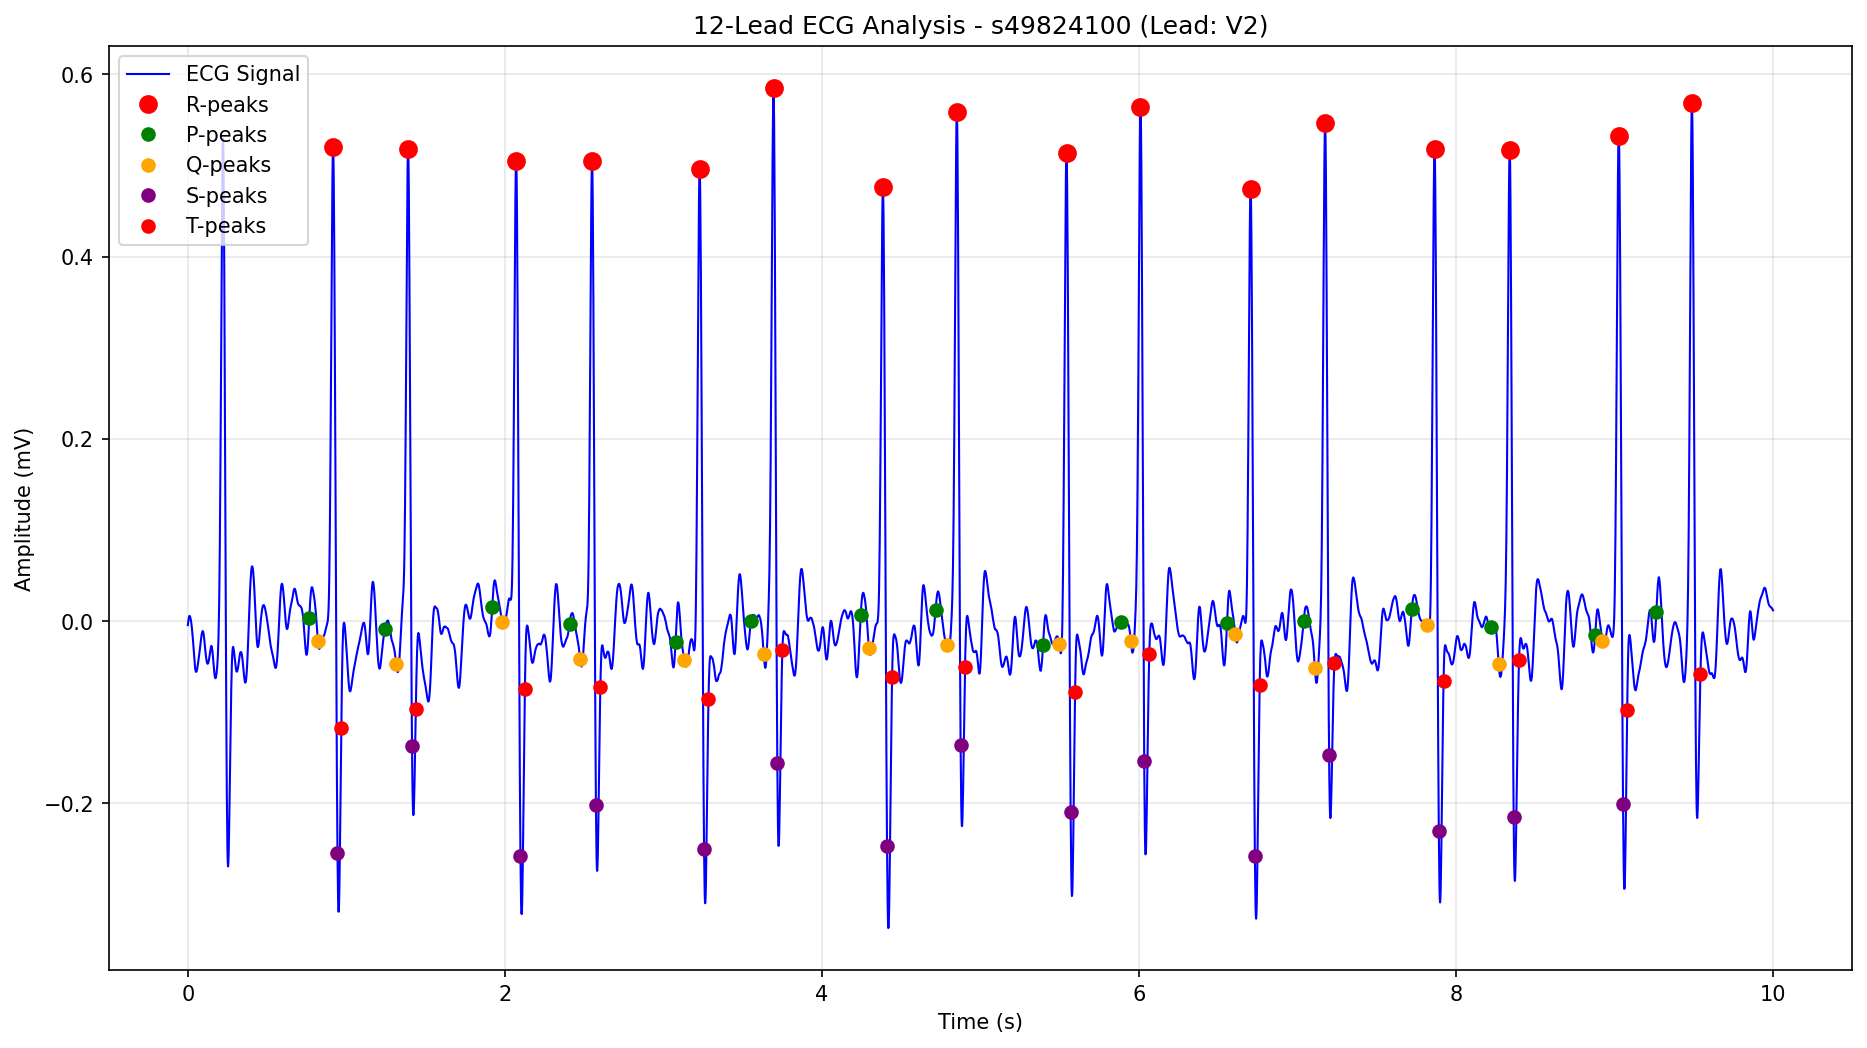 12-Lead ECG Analysis - s49824100 (Lead: V2)
ECG Signal
R-peaks
P-peaks
Q-peaks
S-peaks
T-peaks
Amplitude (mV)
0.6
0.4
0.2
0.0
−0.2
0 2 4 6 8 10
Time (s)